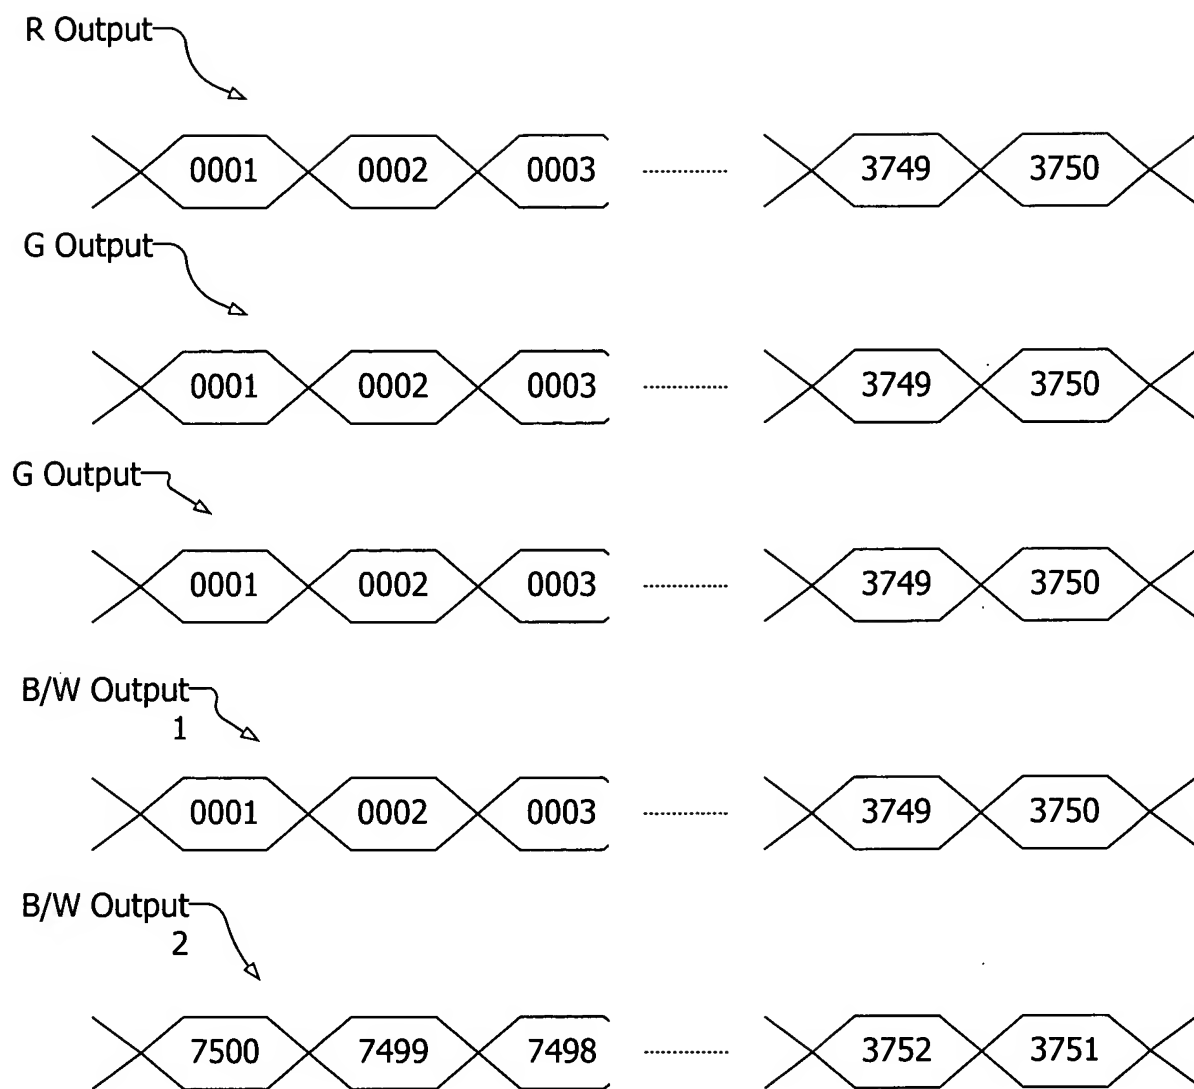 R Output
0001 0002 0003 .............. 3749 3750
G Output
0001 0002 0003 .............. 3749 3750
G Output
0001 0002 0003 .............. 3749 3750
B/W Output
1
0001 0002 0003 .............. 3749 3750
B/W Output
2
7500 7499 7498 .............. 3752 3751